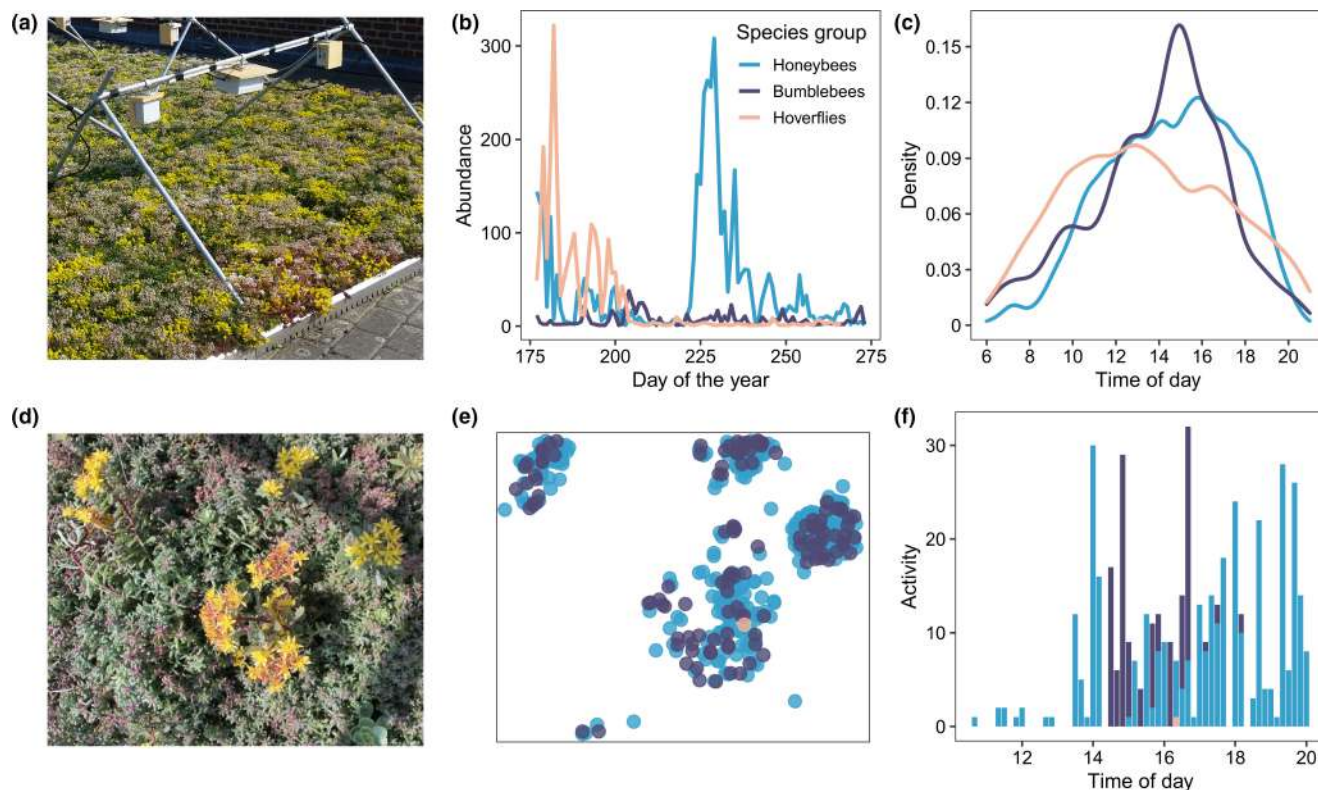 (a)
(b)
300
200
100
0
Abundance
177
200
225
250
275
Day of the year
Species group
Honeybees
Bumblebees
Hoverflies
(c)
0.15
0.12
0.09
0.06
0.03
0
Density
6
8
10
12
14
16
18
20
Time of day
(d)
(e)
(f)
30
20
10
0
Activity
12
14
16
18
20
Time of day